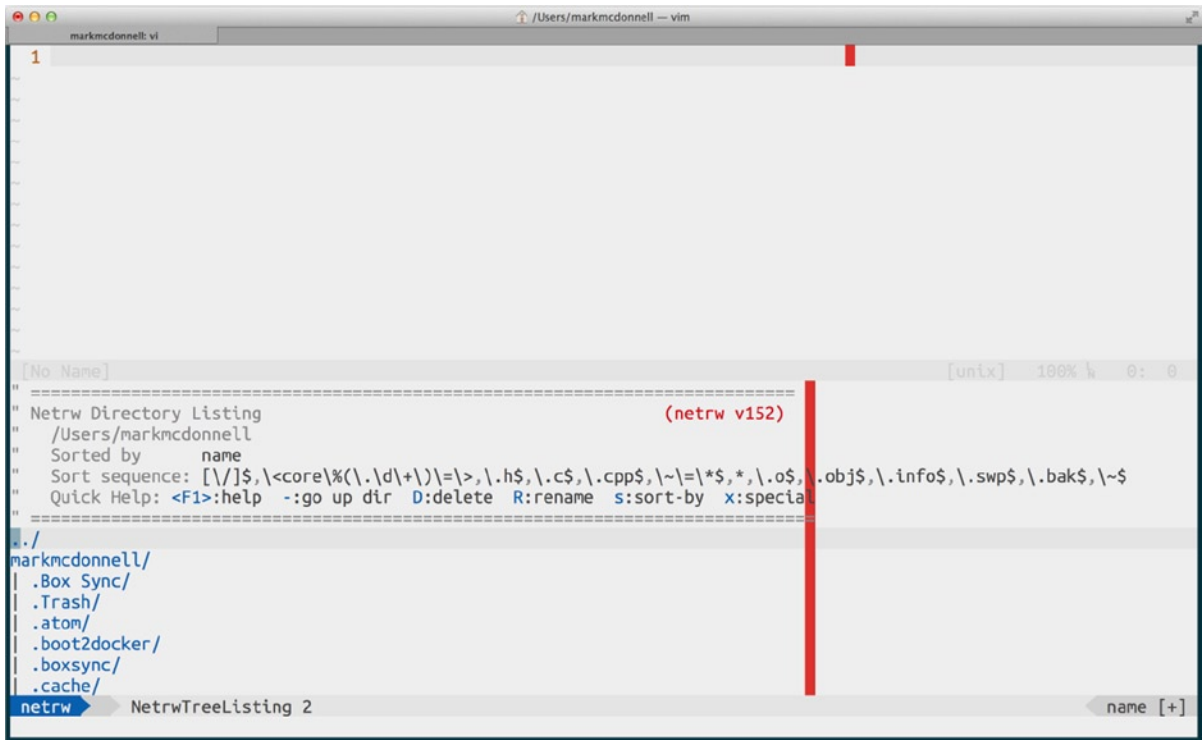 /Users/markmcdonnell — vim
markmcdonnell: vi
1
~
~
~
~
~
~
~
~
~
~
~
~
~
~
[No Name] [unix] 100% ␤ 0: 0
" ============================================================================
" Netrw Directory Listing (netrw v152)
" /Users/markmcdonnell
" Sorted by name
" Sort sequence: [\/]$,\<core\%(\.\d\+\)\=\>,\.h$,\.c$,\.cpp$,\~\=\*$,*,\.o$,\.obj$,\.info$,\.swp$,\.bak$,\~$
" Quick Help: <F1>:help -:go up dir D:delete R:rename s:sort-by x:special
" ==============================================================================
../
markmcdonnell/
| .Box Sync/
| .Trash/
| .atom/
| .boot2docker/
| .boxsync/
| .cache/
netrw NetrwTreeListing 2 name [+]